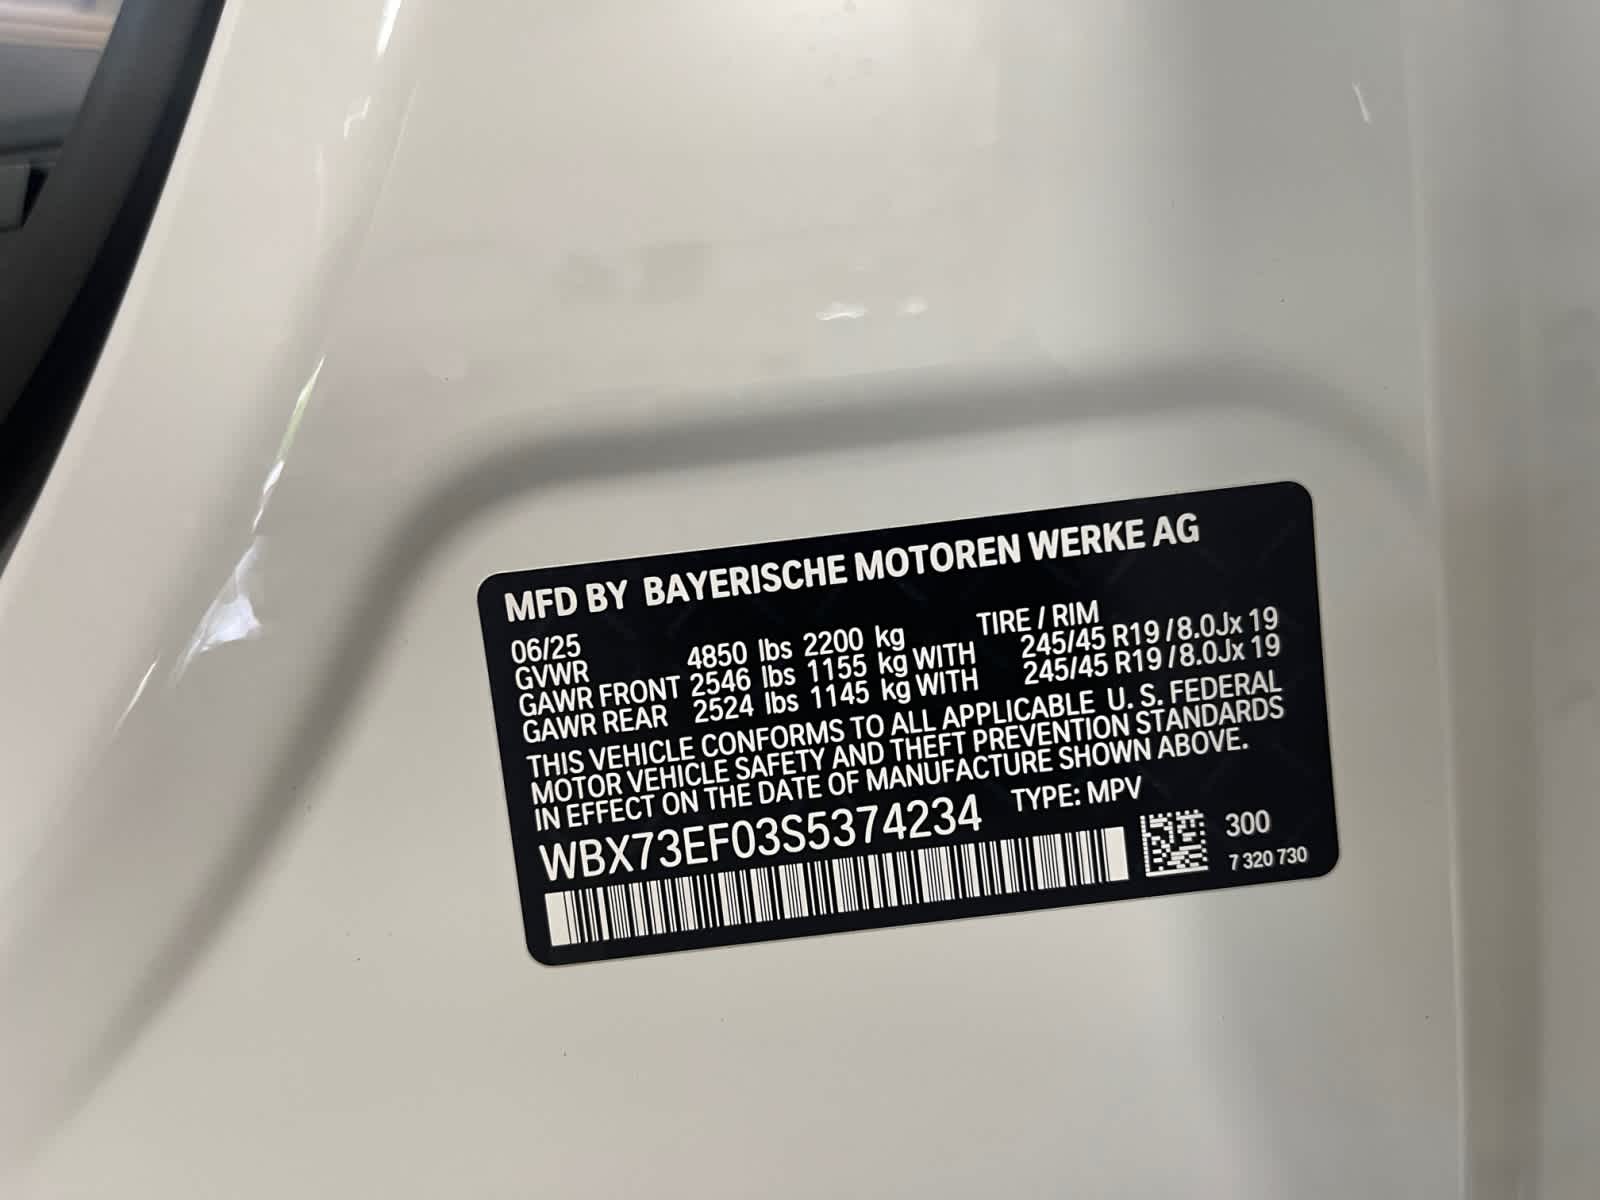 MFD BY BAYERISCHE MOTOREN WERKE AG
06/25 TIRE / RIM
GVWR 4850 lbs 2200 kg
GAWR FRONT 2546 lbs 1155 kg WITH 245/45 R19 / 8.0Jx 19
GAWR REAR 2524 lbs 1145 kg WITH 245/45 R19 / 8.0Jx 19
THIS VEHICLE CONFORMS TO ALL APPLICABLE U. S. FEDERAL
MOTOR VEHICLE SAFETY AND THEFT PREVENTION STANDARDS
IN EFFECT ON THE DATE OF MANUFACTURE SHOWN ABOVE.
WBX73EF03S5374234 TYPE: MPV
300
7 320 730